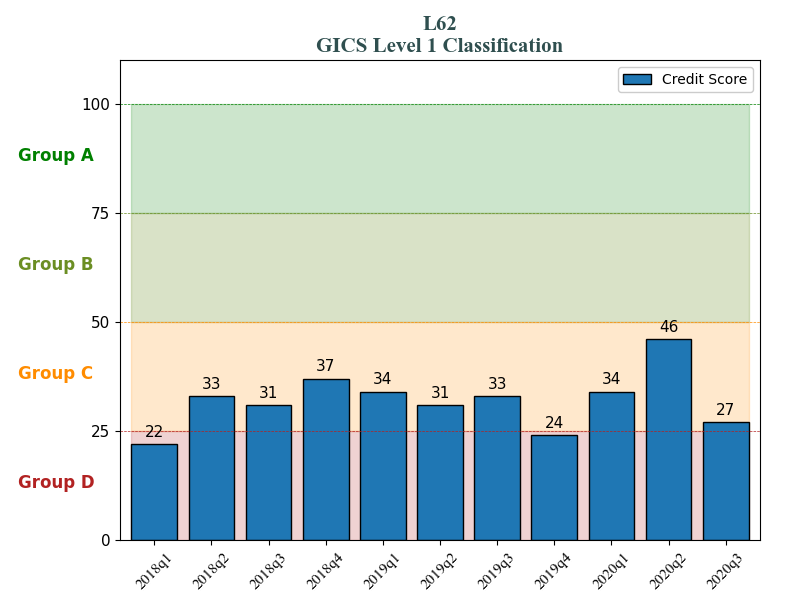 L62
GICS Level 1 Classification
Credit Score
100
Group A
75
Group B
50
46
Group C
37
34
34
33
33
31
31
27
25
24
22
Group D
0
2018q1 2018q2 2018q3 2018q4 2019q1 2019q2 2019q3 2019q4 2020q1 2020q2 2020q3